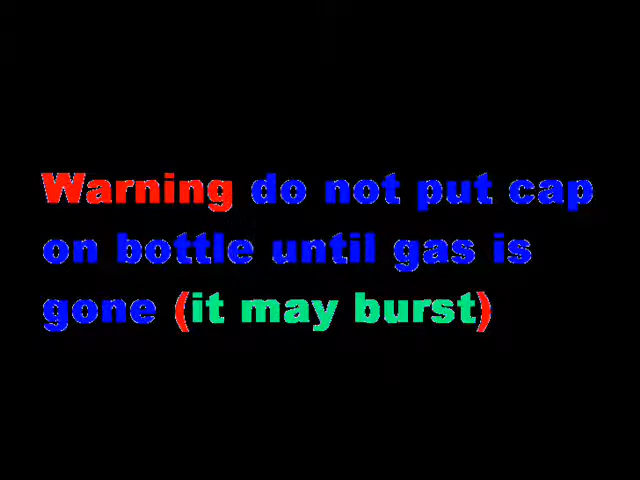 Warning do not put cap
on bottle until gas is
gone (it may burst)